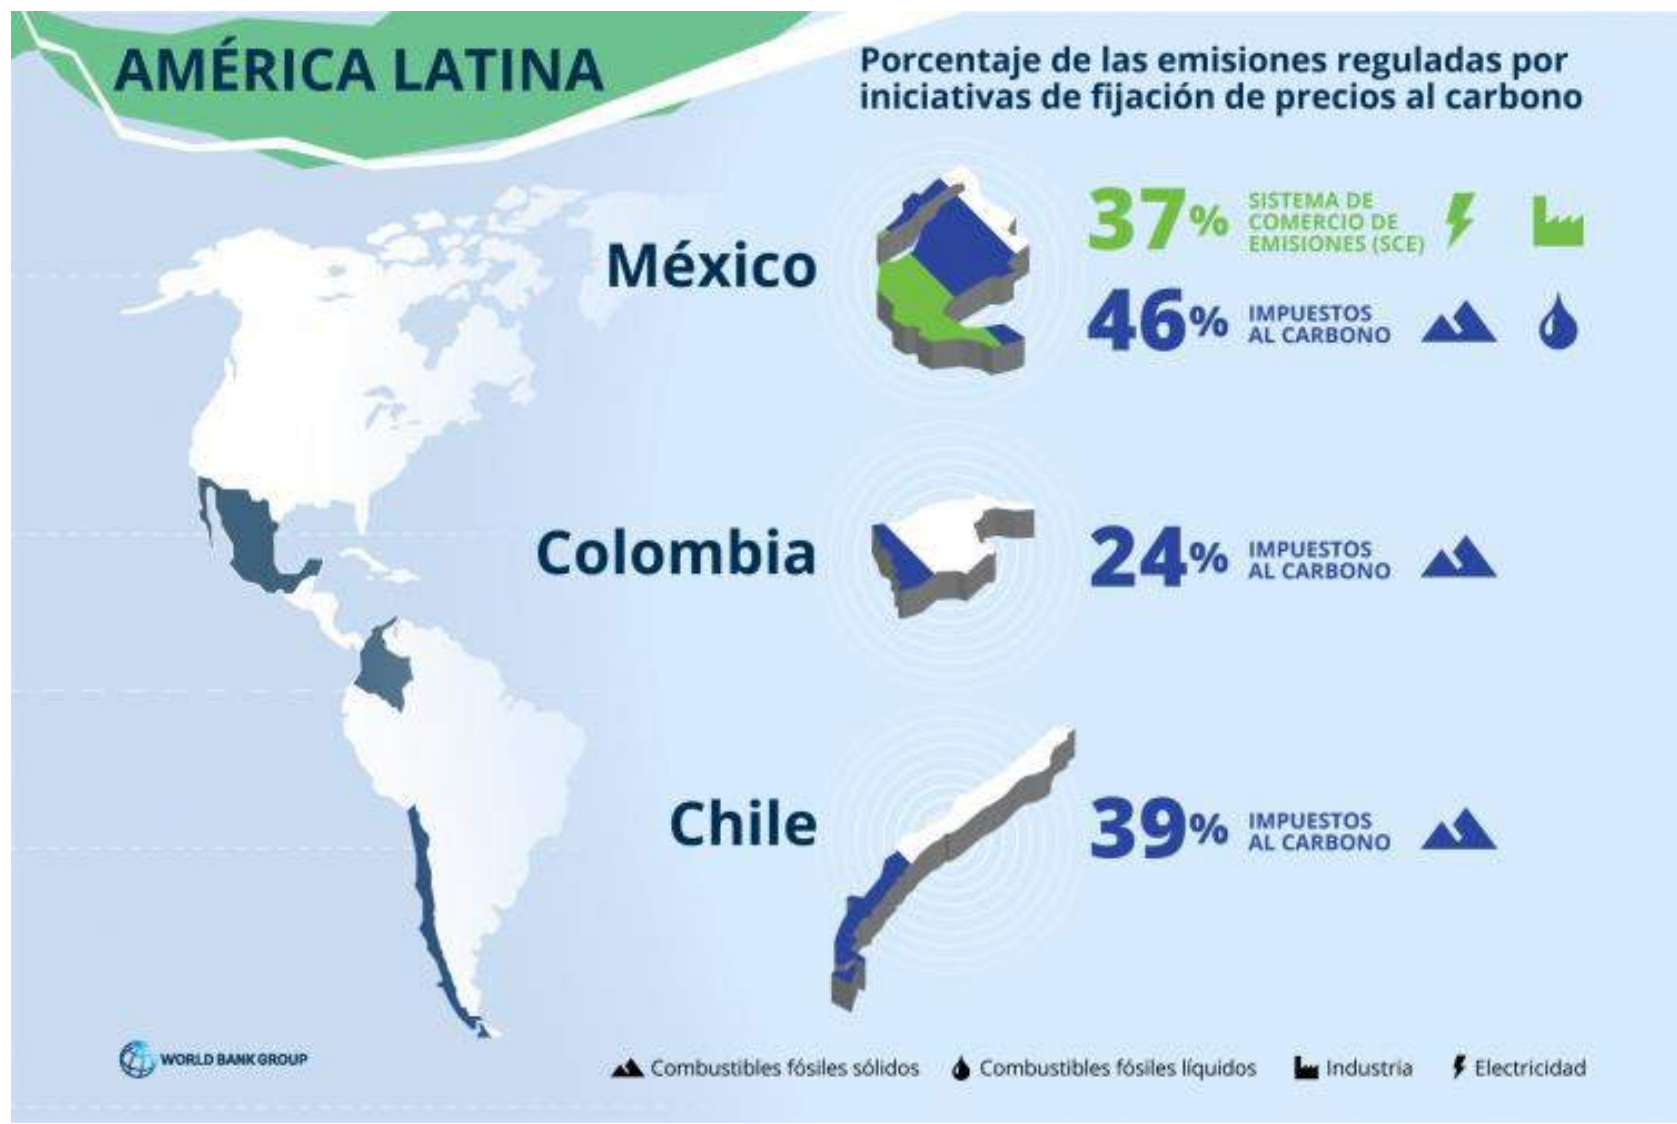 AMÉRICA LATINA
Porcentaje de las emisiones reguladas por
iniciativas de fijación de precios al carbono
México
37%
SISTEMA DE
COMERCIO DE
EMISIONES (SCE)
46%
IMPUESTOS
AL CARBONO
Colombia
24%
IMPUESTOS
AL CARBONO
Chile
39%
IMPUESTOS
AL CARBONO
WORLD BANK GROUP
Combustibles fósiles sólidos
Combustibles fósiles líquidos
Industria
Electricidad